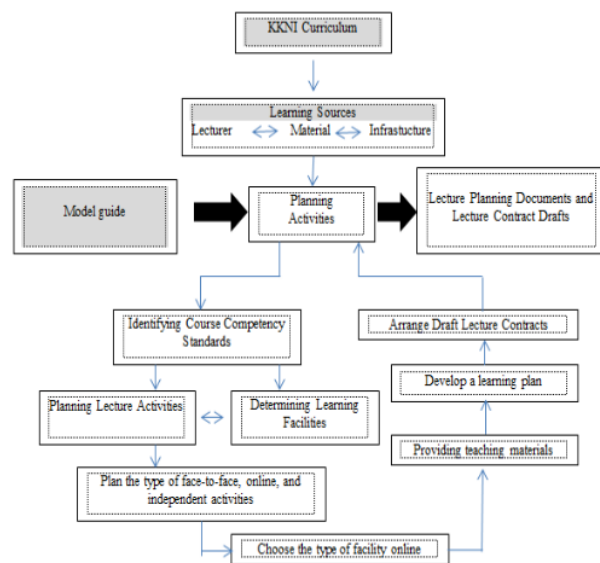 KKNI Curriculum
Learning Sources
Lecturer Material Infrastucture
Model guide
Planning
Activities
Lecture Planning Documents and
Lecture Contract Drafts
Identifying Course Competency
Standards
Arrange Draft Lecture Contracts
Develop a learning plan
Planning Lecture Activities
Determining Learning
Facilities
Providing teaching materials
Plan the type of face-to-face, online, and
independent activities
Choose the type of facility online